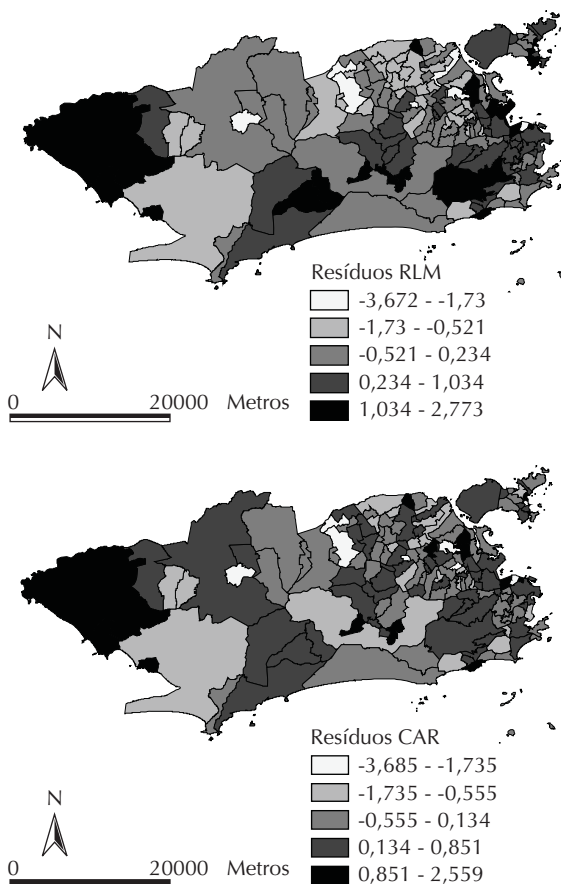 Resíduos RLM
-3,672 - -1,73
-1,73 - -0,521
-0,521 - 0,234
0,234 - 1,034
1,034 - 2,773
N
0 20000 Metros
Resíduos CAR
-3,685 - -1,735
-1,735 - -0,555
-0,555 - 0,134
0,134 - 0,851
0,851 - 2,559
N
0 20000 Metros